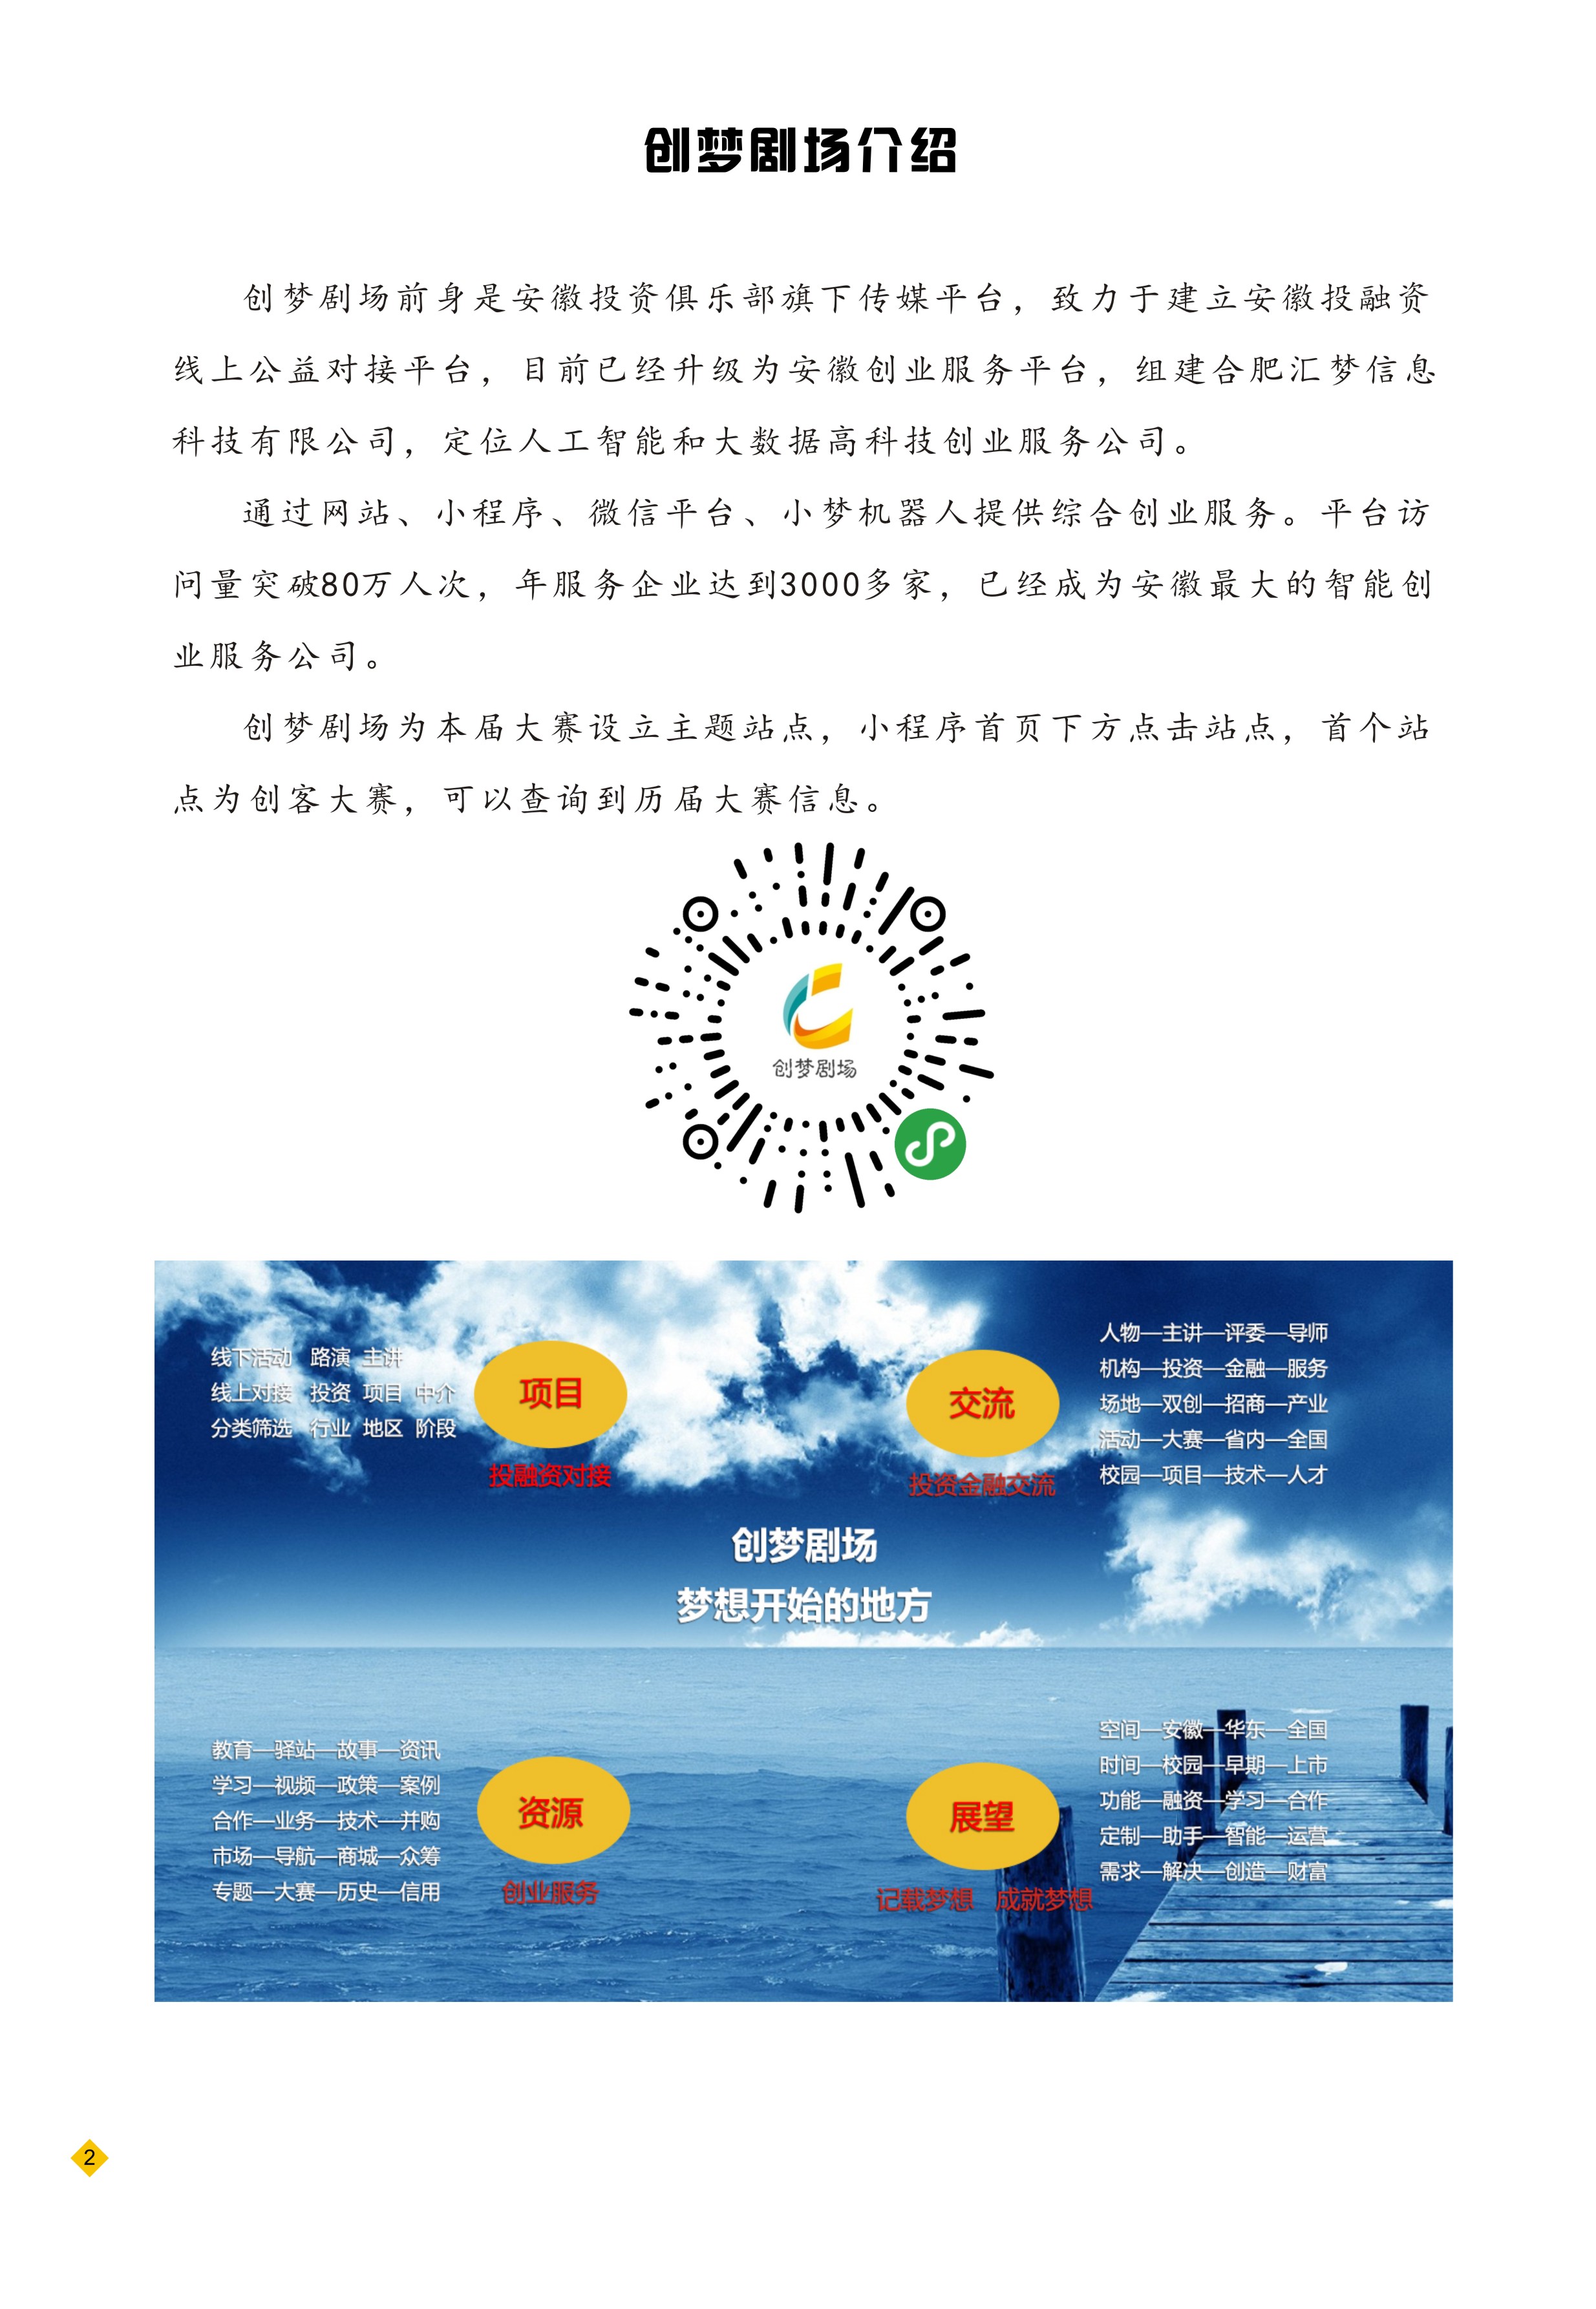 创梦剧场介绍
创梦剧场前身是安徽投资俱乐部旗下传媒平台，致力于建立安徽投融资
线上公益对接平台，目前已经升级为安徽创业服务平台，组建合肥汇梦信息
科技有限公司，定位人工智能和大数据高科技创业服务公司。
通过网站、小程序、微信平台、小梦机器人提供综合创业服务。平台访
问量突破80万人次，年服务企业达到3000多家，已经成为安徽最大的智能创
业服务公司。
创梦剧场为本届大赛设立主题站点，小程序首页下方点击站点，首个站
点为创客大赛，可以查询到历届大赛信息。
创梦剧场
线下活动 路演 主讲
线上对接 投资 项目 中介
分类筛选 行业 地区 阶段
项目
投融资对接
交流
投资金融交流
人物—主讲—评委—导师
机构—投资—金融—服务
场地—双创—招商—产业
活动—大赛—省内—全国
校园—项目—技术—人才
创梦剧场
梦想开始的地方
教育—驿站—故事—资讯
学习—视频—政策—案例
合作—业务—技术—并购
市场—导航—商城—众筹
专题—大赛—历史—信用
资源
创业服务
展望
记载梦想 成就梦想
空间—安徽—华东—全国
时间—校园—早期—上市
功能—融资—学习—合作
定制—助手—智能—运营
需求—解决—创造—财富
2